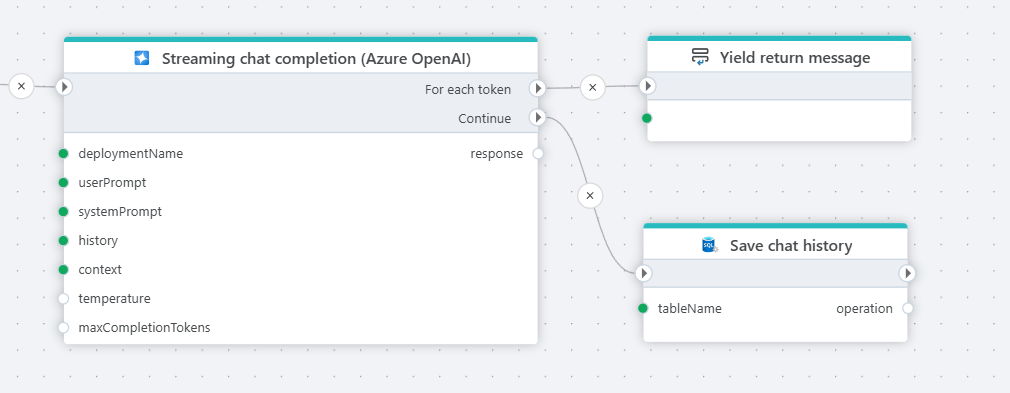 Streaming chat completion (Azure OpenAI)
For each token
Continue
deploymentName
response
userPrompt
systemPrompt
history
context
temperature
maxCompletionTokens
Yield return message
SQL
Save chat history
tableName
operation